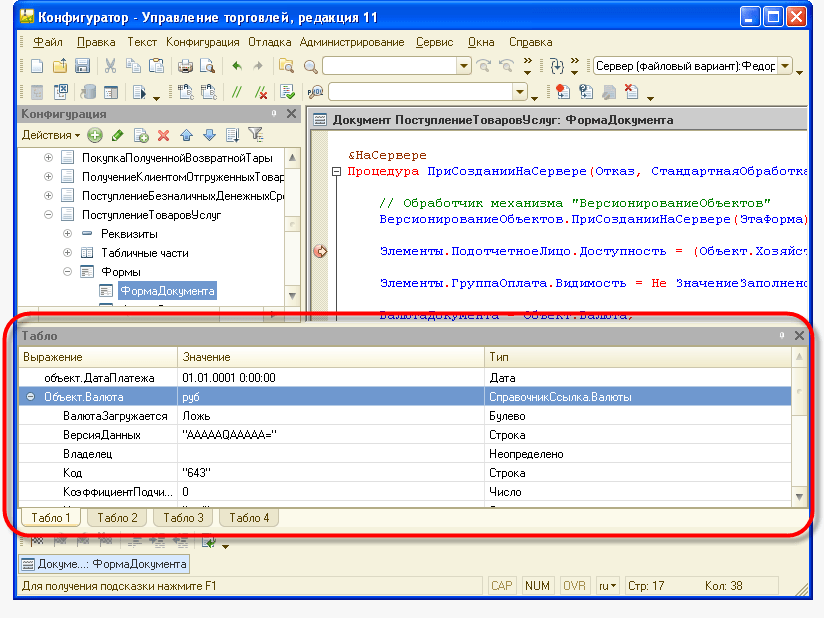 Конфигуратор - Управление торговлей, редакция 11
Файл Правка Текст Конфигурация Отладка Администрирование Сервис Окна Справка
Сервер (файловый вариант):Федор
Конфигурация
Документ ПоступлениеТоваровУслуг: ФормаДокумента
Действия
ПокупкаПолученнойВозвратнойТары
ПолучениеКлиентомОтгруженныхТовар
ПоступлениеБезналичныхДенежныхСр
ПоступлениеТоваровУслуг
Реквизиты
Табличные части
Формы
ФормаДокумента
&НаСервере
Процедура ПриСозданииНаСервере(Отказ, СтандартнаяОбработка
// Обработчик механизма "ВерсионированиеОбъектов"
ВерсионированиеОбъектов.ПриСозданииНаСервере(ЭтаФорма)
Элементы.ПодотчетноеЛицо.Доступность = (Объект.Хозяйст
Элементы.ГруппаОплата.Видимость = Не ЗначениеЗаполнено
ВалютаДокумента = Объект.Валюта;
Табло
Выражение Значение Тип
объект.ДатаПлатежа 01.01.0001 0:00:00 Дата
Объект.Валюта руб СправочникСсылка.Валюты
ВалютаЗагружается Ложь Булево
ВерсияДанных "AAAAAQAAAAA=" Строка
Владелец Неопределено
Код "643" Строка
КоэффициентПодчи... 0 Число
Табло 1 Табло 2 Табло 3 Табло 4
Докуме...: ФормаДокумента
Для получения подсказки нажмите F1 CAP NUM OVR ru Стр: 17 Кол: 38